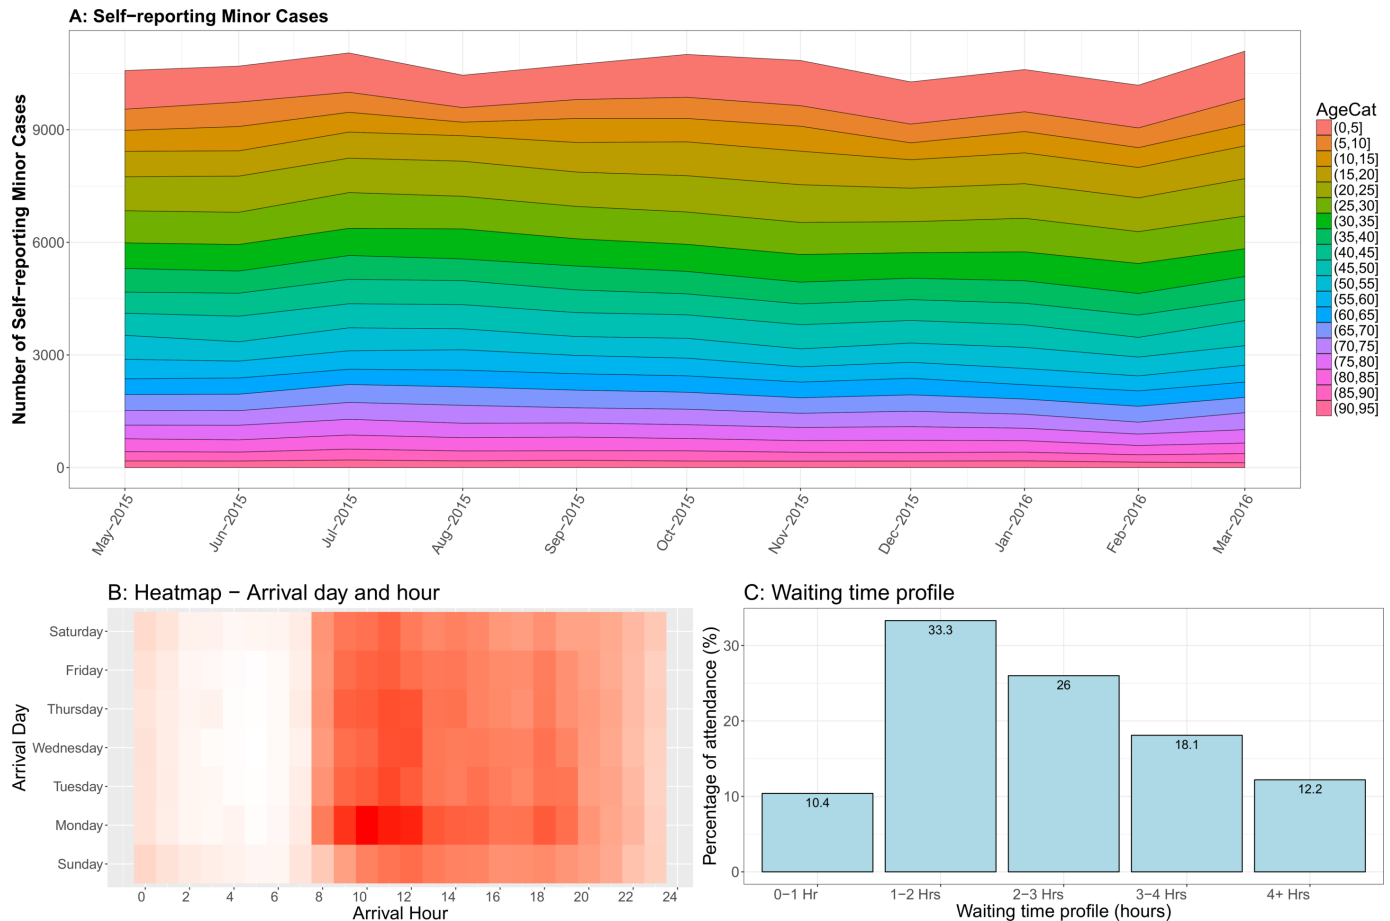 A: Self−reporting Minor Cases
Number of Self-reporting Minor Cases
9000
6000
3000
0
May−2015
Jun−2015
Jul−2015
Aug−2015
Sep−2015
Oct−2015
Nov−2015
Dec−2015
Jan−2016
Feb−2016
Mar−2016
AgeCat
(0,5]
(5,10]
(10,15]
(15,20]
(20,25]
(25,30]
(30,35]
(35,40]
(40,45]
(45,50]
(50,55]
(55,60]
(60,65]
(65,70]
(70,75]
(75,80]
(80,85]
(85,90]
(90,95]
B: Heatmap − Arrival day and hour
Arrival Day
Saturday
Friday
Thursday
Wednesday
Tuesday
Monday
Sunday
0 2 4 6 8 10 12 14 16 18 20 22 24
Arrival Hour
C: Waiting time profile
Percentage of attendance (%)
30
20
10
0
10.4
33.3
26
18.1
12.2
0−1 Hr 1−2 Hrs 2−3 Hrs 3−4 Hrs 4+ Hrs
Waiting time profile (hours)